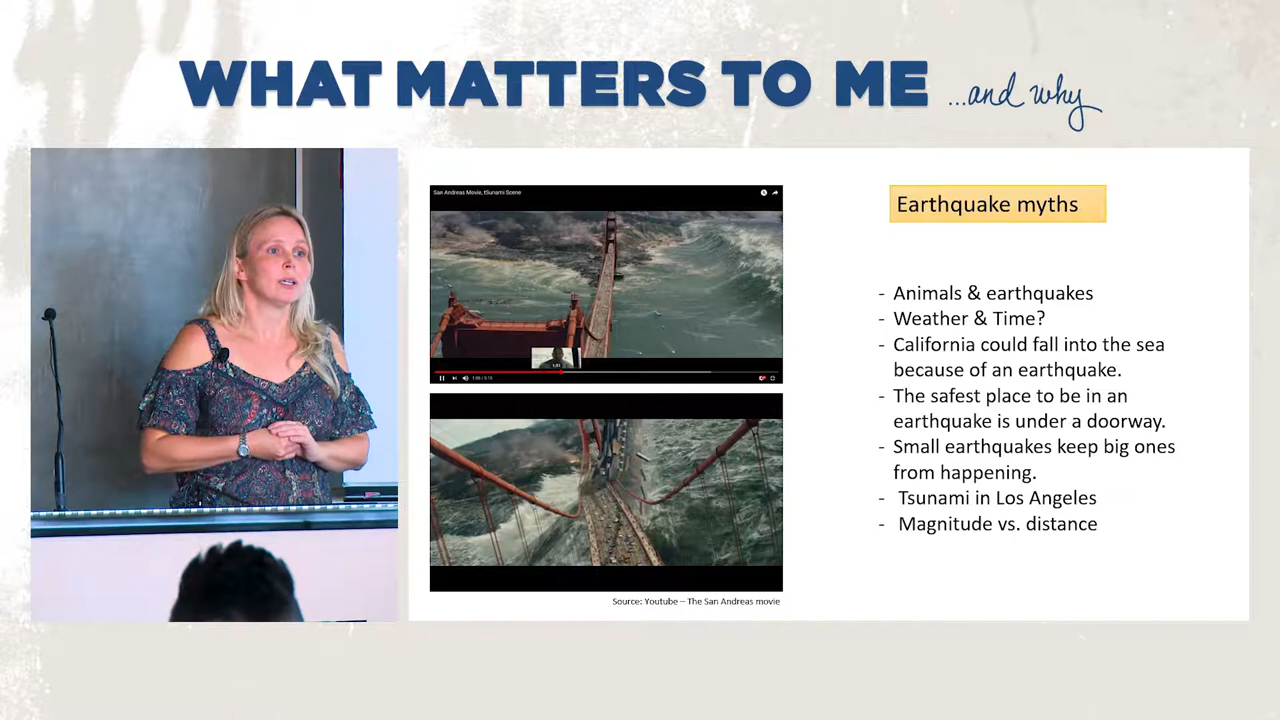 WHAT MATTERS TO ME ...and why
San Andreas Movie, tSunami Scene
Earthquake myths
- Animals & earthquakes
- Weather & Time?
- California could fall into the sea
because of an earthquake.
- The safest place to be in an
earthquake is under a doorway.
- Small earthquakes keep big ones
from happening.
- Tsunami in Los Angeles
- Magnitude vs. distance
Source: Youtube – The San Andreas movie